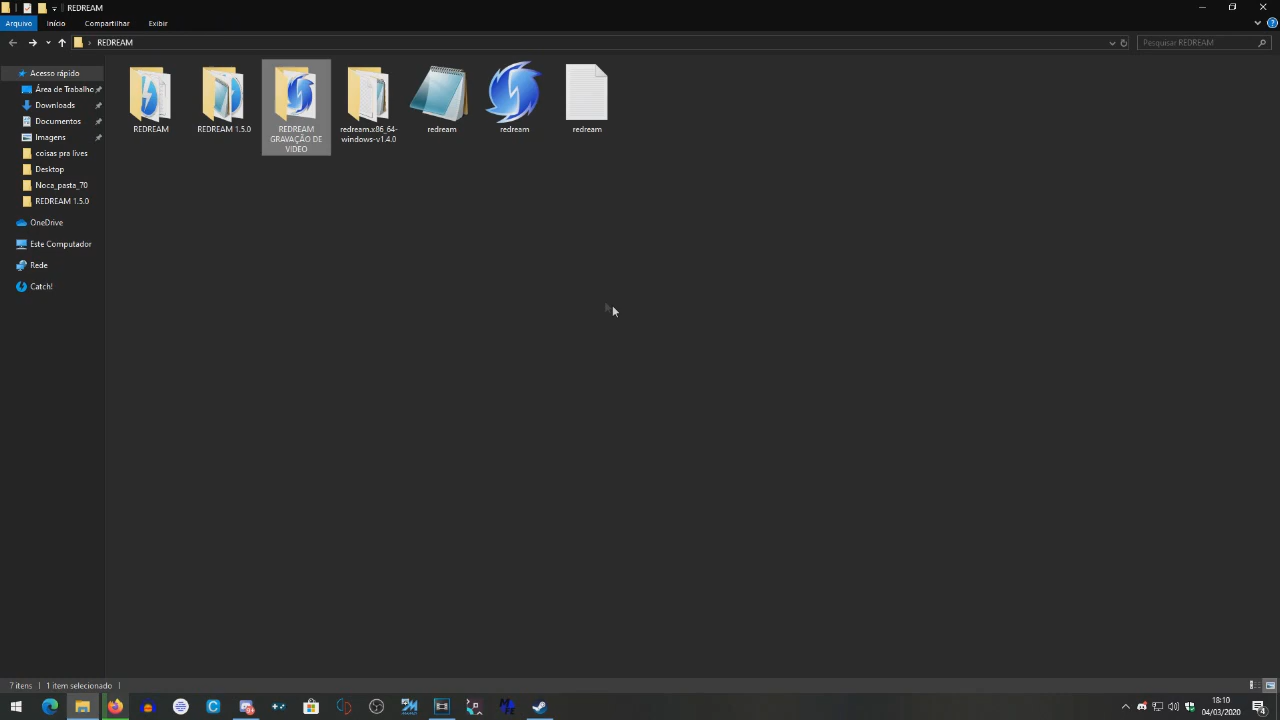 REDREAM
Arquivo Início Compartilhar Exibir
REDREAM
Pesquisar REDREAM
Acesso rápido
Área de Trabalho
Downloads
Documentos
Imagens
coisas pra lives
Desktop
Noca_pasta_70
REDREAM 1.5.0
OneDrive
Este Computador
Rede
Catch!
REDREAM
REDREAM 1.5.0
REDREAM
GRAVAÇÃO DE
VIDEO
redream.x86_64-
windows-v1.4.0
redream
redream
redream
7 itens 1 item selecionado
18:10
04/03/2020